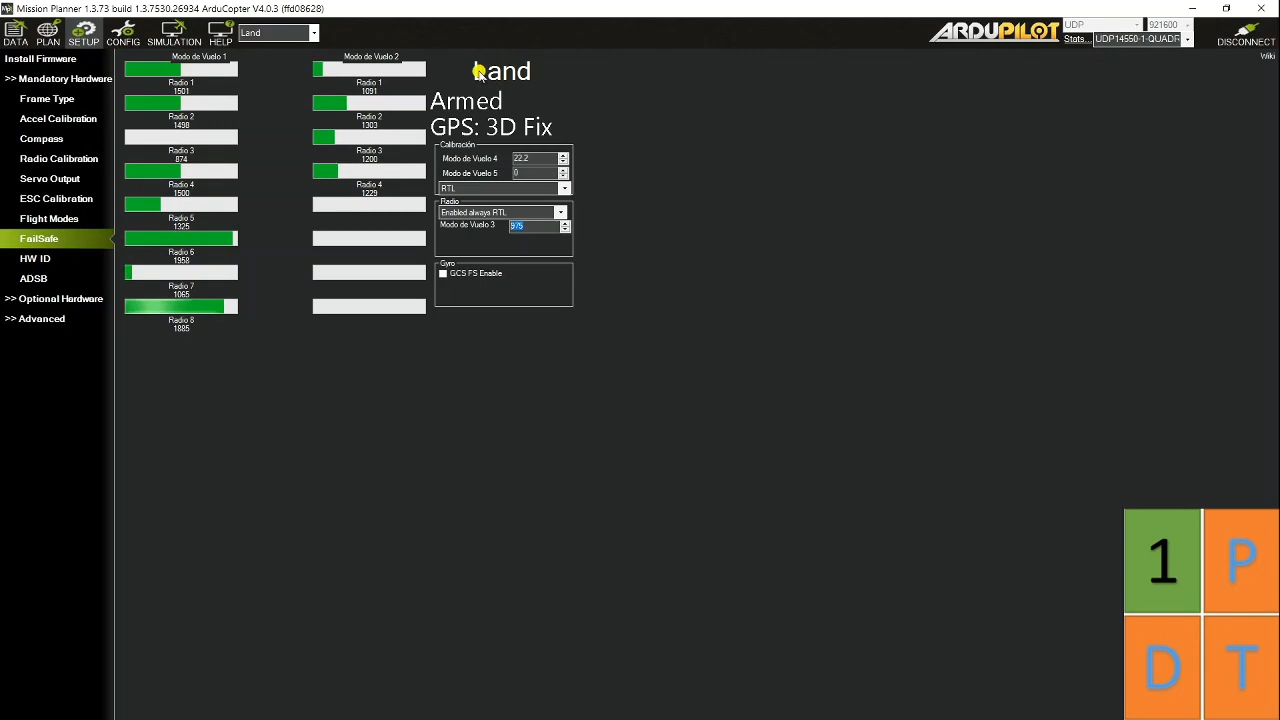 Mission Planner 1.3.73 build 1.3.7530.26934 ArduCopter V4.0.3 (ffd08628)
DATA PLAN SETUP CONFIG SIMULATION HELP
Land
ARDUPILOT
UDP
921600
Stats...
UDP14550-1-QUADR
DISCONNECT
Wiki
Install Firmware
>> Mandatory Hardware
Frame Type
Accel Calibration
Compass
Radio Calibration
Servo Output
ESC Calibration
Flight Modes
FailSafe
HW ID
ADSB
>> Optional Hardware
>> Advanced
Modo de Vuelo 1
Radio 1
1501
Radio 2
1498
Radio 3
874
Radio 4
1500
Radio 5
1325
Radio 6
1958
Radio 7
1065
Radio 8
1885
Modo de Vuelo 2
Radio 1
1091
Radio 2
1303
Radio 3
1200
Radio 4
1229
Land
Armed
GPS: 3D Fix
Calibración
Modo de Vuelo 4 22.2
Modo de Vuelo 5 0
RTL
Radio
Enabled always RTL
Modo de Vuelo 3 975
Gyro
GCS FS Enable
1 P
D T